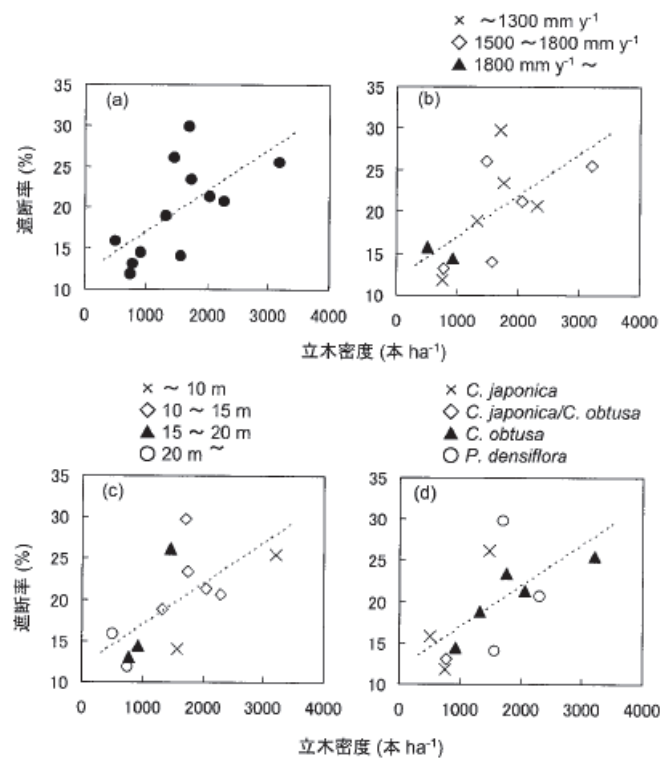 × ～1300 mm y⁻¹
◇ 1500 ～1800 mm y⁻¹
▲ 1800 mm y⁻¹ ～
(a)
35
30
25
20
15
10
遮断率 (%)
0 1000 2000 3000 4000
(b)
35
30
25
20
15
10
0 1000 2000 3000 4000
立木密度 (本 ha⁻¹)
× ～ 10 m
◇ 10 ～ 15 m
▲ 15 ～ 20 m
○ 20 m ～
× C. japonica
◇ C. japonica/C. obtusa
▲ C. obtusa
○ P. densiflora
(c)
35
30
25
20
15
10
遮断率 (%)
0 1000 2000 3000 4000
(d)
35
30
25
20
15
10
0 1000 2000 3000 4000
立木密度 (本 ha⁻¹)